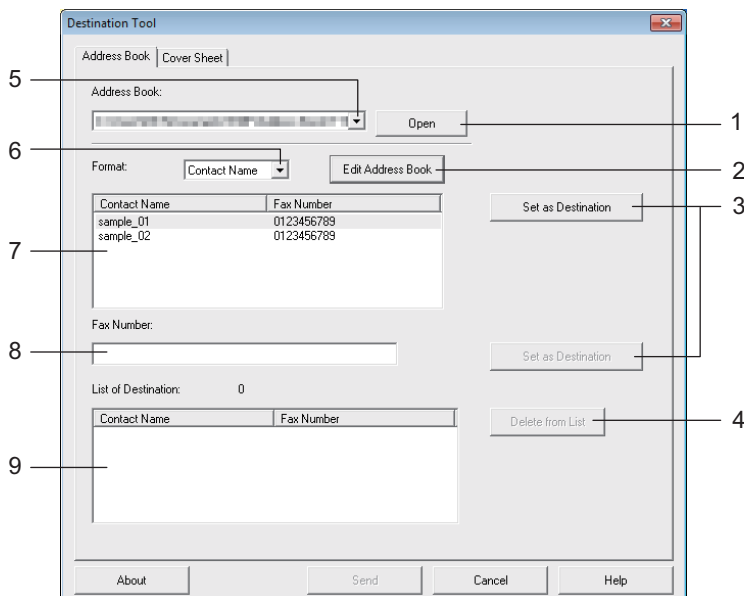 Destination Tool
Address Book Cover Sheet
5
Address Book:
Open
1
6
Format:
Contact Name
Edit Address Book
2
Contact Name Fax Number
sample_01 0123456789
sample_02 0123456789
Set as Destination
3
7
Fax Number:
8
Set as Destination
List of Destination: 0
Contact Name Fax Number
Delete from List
4
9
About Send Cancel Help